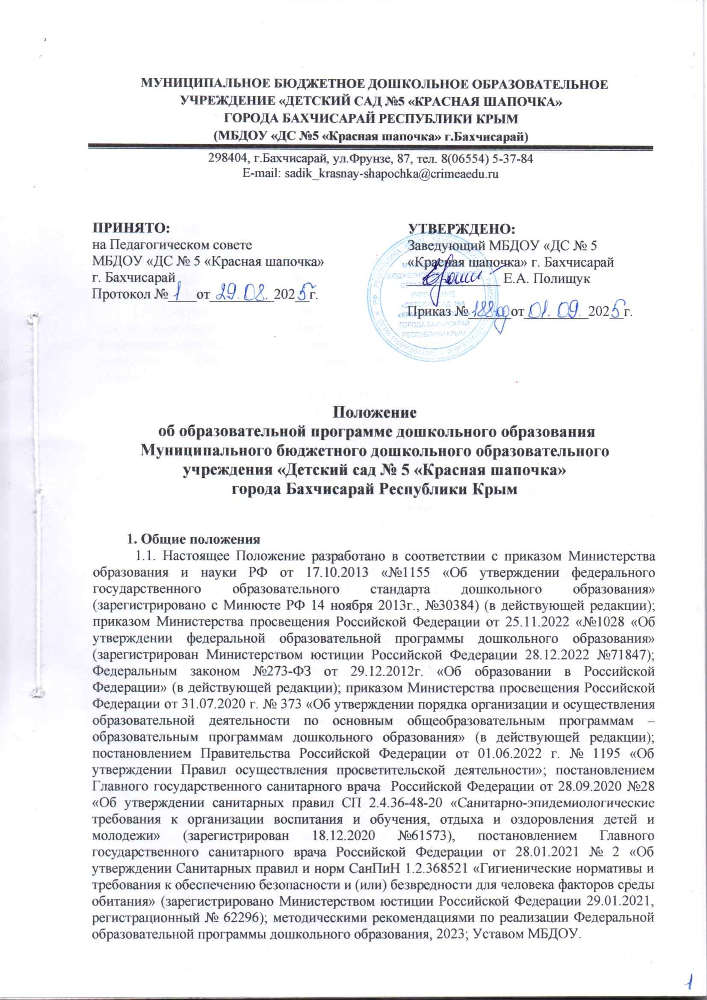 МУНИЦИПАЛЬНОЕ БЮДЖЕТНОЕ ДОШКОЛЬНОЕ ОБРАЗОВАТЕЛЬНОЕ
УЧРЕЖДЕНИЕ «ДЕТСКИЙ САД №5 «КРАСНАЯ ШАПОЧКА»
ГОРОДА БАХЧИСАРАЙ РЕСПУБЛИКИ КРЫМ
(МБДОУ «ДС №5 «Красная шапочка» г.Бахчисарай)
298404, г.Бахчисарай, ул.Фрунзе, 87, тел. 8(06554) 5-37-84
E-mail: sadik_krasnay-shapochka@crimeaedu.ru
ПРИНЯТО:
на Педагогическом совете
МБДОУ «ДС № 5 «Красная шапочка»
г. Бахчисарай
Протокол № 1 от 29.08. 2025 г.
УТВЕРЖДЕНО:
Заведующий МБДОУ «ДС № 5
«Красная шапочка» г. Бахчисарай
Е.А. Полищук
Приказ № 188-од от 01.09. 2025 г.
БЮДЖЕТНОЕ ДОШКОЛЬНОЕ
УЧРЕЖДЕНИЕ
«ДЕТСКИЙ САД №5
ГОРОДА БАХЧИСАРАЙ
РЕСПУБЛИКИ КРЫМ
Положение
об образовательной программе дошкольного образования
Муниципального бюджетного дошкольного образовательного
учреждения «Детский сад № 5 «Красная шапочка»
города Бахчисарай Республики Крым
1. Общие положения
1.1. Настоящее Положение разработано в соответствии с приказом Министерства
образования и науки РФ от 17.10.2013 «№1155 «Об утверждении федерального
государственного образовательного стандарта дошкольного образования»
(зарегистрировано с Минюсте РФ 14 ноября 2013г., №30384) (в действующей редакции);
приказом Министерства просвещения Российской Федерации от 25.11.2022 «№1028 «Об
утверждении федеральной образовательной программы дошкольного образования»
(зарегистрирован Министерством юстиции Российской Федерации 28.12.2022 №71847);
Федеральным законом №273-ФЗ от 29.12.2012г. «Об образовании в Российской
Федерации» (в действующей редакции); приказом Министерства просвещения Российской
Федерации от 31.07.2020 г. № 373 «Об утверждении порядка организации и осуществления
образовательной деятельности по основным общеобразовательным программам –
образовательным программам дошкольного образования» (в действующей редакции);
постановлением Правительства Российской Федерации от 01.06.2022 г. № 1195 «Об
утверждении Правил осуществления просветительской деятельности»; постановлением
Главного государственного санитарного врача Российской Федерации от 28.09.2020 №28
«Об утверждении санитарных правил СП 2.4.36-48-20 «Санитарно-эпидемиологические
требования к организации воспитания и обучения, отдыха и оздоровления детей и
молодежи» (зарегистрирован 18.12.2020 №61573), постановлением Главного
государственного санитарного врача Российской Федерации от 28.01.2021 № 2 «Об
утверждении Санитарных правил и норм СанПиН 1.2.368521 «Гигиенические нормативы и
требования к обеспечению безопасности и (или) безвредности для человека факторов среды
обитания» (зарегистрировано Министерством юстиции Российской Федерации 29.01.2021,
регистрационный № 62296); методическими рекомендациями по реализации Федеральной
образовательной программы дошкольного образования, 2023; Уставом МБДОУ.
1